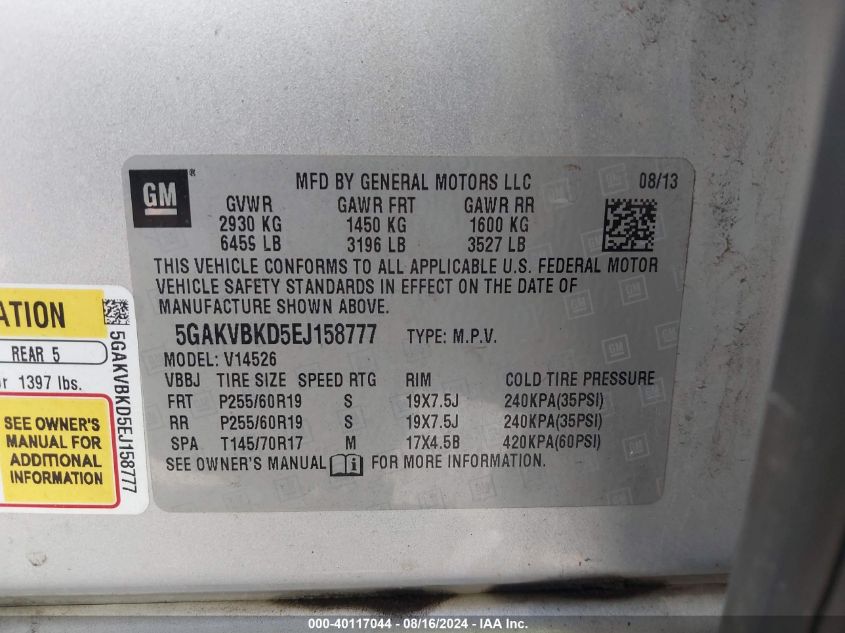 GM
MFD BY GENERAL MOTORS LLC 08/13
GVWR GAWR FRT GAWR RR
2930 KG 1450 KG 1600 KG
6459 LB 3196 LB 3527 LB
THIS VEHICLE CONFORMS TO ALL APPLICABLE U.S. FEDERAL MOTOR
VEHICLE SAFETY STANDARDS IN EFFECT ON THE DATE OF
MANUFACTURE SHOWN ABOVE.
5GAKVBKD5EJ158777 TYPE: M.P.V.
MODEL: V14526
VBBJ TIRE SIZE SPEED RTG RIM COLD TIRE PRESSURE
FRT P255/60R19 S 19X7.5J 240KPA(35PSI)
RR P255/60R19 S 19X7.5J 240KPA(35PSI)
SPA T145/70R17 M 17X4.5B 420KPA(60PSI)
SEE OWNER'S MANUAL i FOR MORE INFORMATION.
ATION
REAR 5
or 1397 lbs.
SEE OWNER'S
MANUAL FOR
ADDITIONAL
INFORMATION
5GAKVBKD5EJ158777
000-40117044 - 08/16/2024 - IAAI Inc.